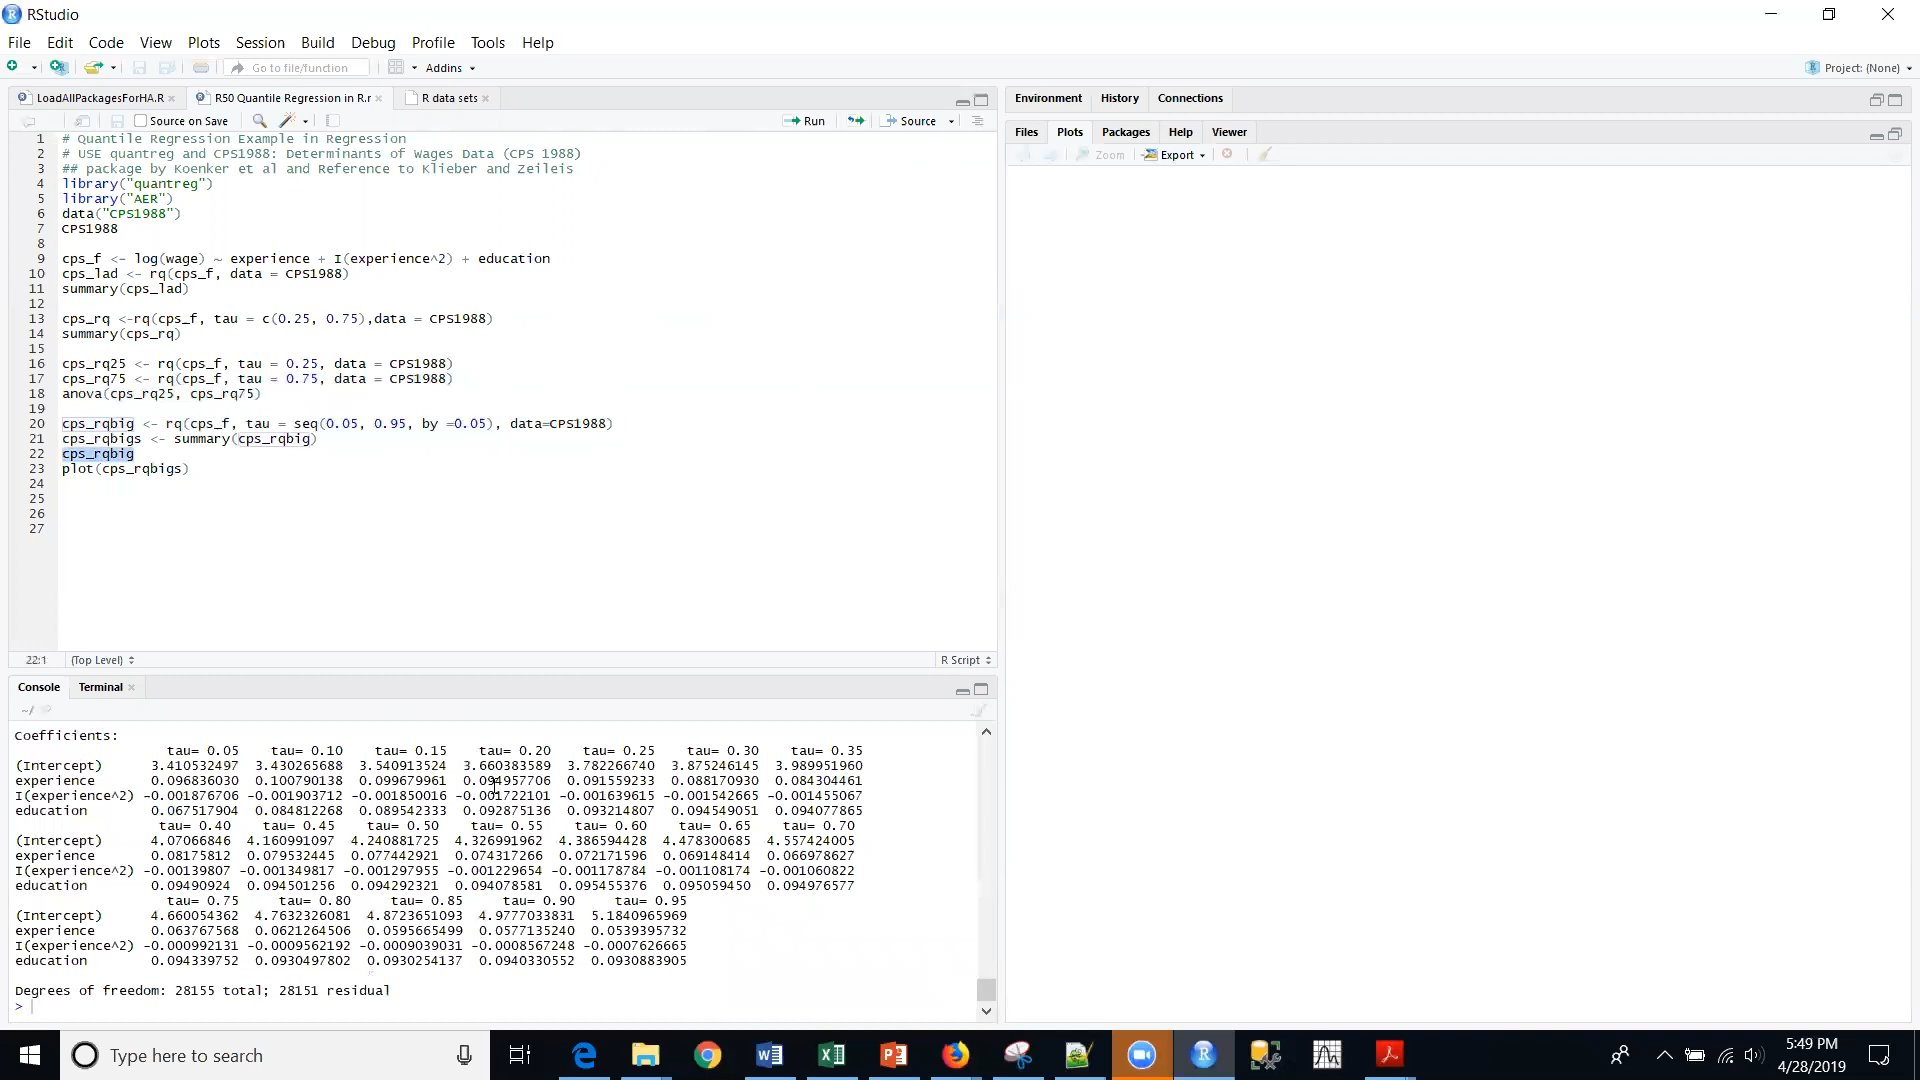 RStudio
File Edit Code View Plots Session Build Debug Profile Tools Help
Go to file/function Addins Project: (None)
LoadAllPackagesForHA.R R50 Quantile Regression in R.r R data sets
Source on Save Run Source
1 # Quantile Regression Example in Regression
2 # USE quantreg and CPS1988: Determinants of Wages Data (CPS 1988)
3 ## package by Koenker et al and Reference to Klieber and Zeileis
4 library("quantreg")
5 library("AER")
6 data("CPS1988")
7 CPS1988
8
9 cps_f <- log(wage) ~ experience + I(experience^2) + education
10 cps_lad <- rq(cps_f, data = CPS1988)
11 summary(cps_lad)
12
13 cps_rq <-rq(cps_f, tau = c(0.25, 0.75),data = CPS1988)
14 summary(cps_rq)
15
16 cps_rq25 <- rq(cps_f, tau = 0.25, data = CPS1988)
17 cps_rq75 <- rq(cps_f, tau = 0.75, data = CPS1988)
18 anova(cps_rq25, cps_rq75)
19
20 cps_rqbig <- rq(cps_f, tau = seq(0.05, 0.95, by =0.05), data=CPS1988)
21 cps_rqbigs <- summary(cps_rqbig)
22 cps_rqbig
23 plot(cps_rqbigs)
24
25
26
27
22:1 (Top Level) R Script
Console Terminal
~/
Coefficients:
tau= 0.05 tau= 0.10 tau= 0.15 tau= 0.20 tau= 0.25 tau= 0.30 tau= 0.35
(Intercept) 3.410532497 3.430265688 3.540913524 3.660383589 3.782266740 3.875246145 3.989951960
experience 0.096836030 0.100790138 0.099679961 0.094957706 0.091559233 0.088170930 0.084304461
I(experience^2) -0.001876706 -0.001903712 -0.001850016 -0.001722101 -0.001639615 -0.001542665 -0.001455067
education 0.067517904 0.084812268 0.089542333 0.092875136 0.093214807 0.094549051 0.094077865
tau= 0.40 tau= 0.45 tau= 0.50 tau= 0.55 tau= 0.60 tau= 0.65 tau= 0.70
(Intercept) 4.07066846 4.160991097 4.240881725 4.326991962 4.386594428 4.478300685 4.557424005
experience 0.08175812 0.079532445 0.077442921 0.074317266 0.072171596 0.069148414 0.066978627
I(experience^2) -0.00139807 -0.001349817 -0.001297955 -0.001229654 -0.001178784 -0.001108174 -0.001060822
education 0.09490924 0.094501256 0.094292321 0.094078581 0.095455376 0.095059450 0.094976577
tau= 0.75 tau= 0.80 tau= 0.85 tau= 0.90 tau= 0.95
(Intercept) 4.660054362 4.7632326081 4.8723651093 4.9777033831 5.1840965969
experience 0.063767568 0.0621264506 0.0595665499 0.0577135240 0.0539395732
I(experience^2) -0.000992131 -0.0009562192 -0.0009039031 -0.0008567248 -0.0007626665
education 0.094339752 0.0930497802 0.0930254137 0.0940330552 0.0930883905
Degrees of freedom: 28155 total; 28151 residual
>
Environment History Connections
Files Plots Packages Help Viewer
Zoom Export
Type here to search
5:49 PM
4/28/2019